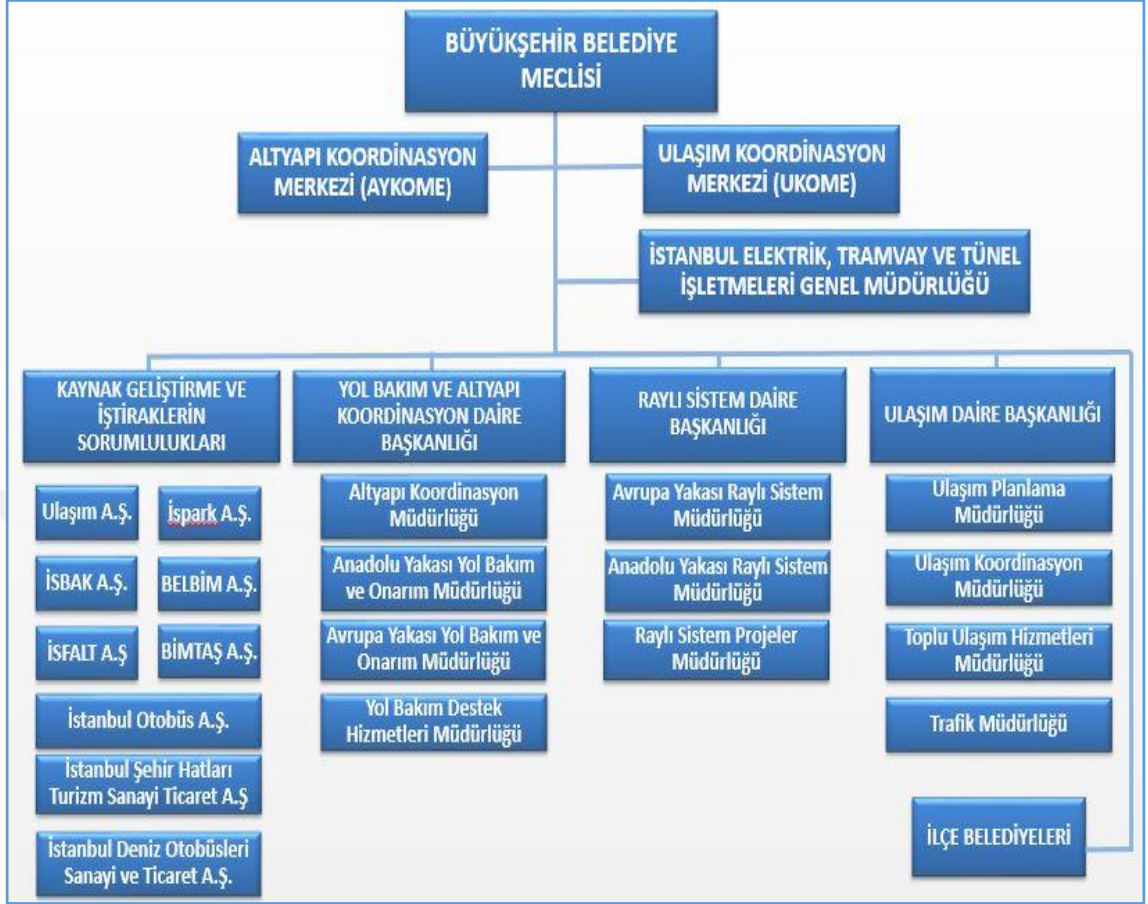 BÜYÜKŞEHİR BELEDİYE
MECLİSİ
ALTYAPI KOORDİNASYON
MERKEZİ (AYKOME)
ULAŞIM KOORDİNASYON
MERKEZİ (UKOME)
İSTANBUL ELEKTRİK, TRAMVAY VE TÜNEL
İŞLETMELERİ GENEL MÜDÜRLÜĞÜ
KAYNAK GELİŞTİRME VE
İŞTİRAKLERİN
SORUMLULUKLARI
Ulaşım A.Ş.
İspark A.Ş.
İSBAK A.Ş.
BELBİM A.Ş.
İSFALT A.Ş
BİMTAŞ A.Ş.
İstanbul Otobüs A.Ş.
İstanbul Şehir Hatları
Turizm Sanayi Ticaret A.Ş
İstanbul Deniz Otobüsleri
Sanayi ve Ticaret A.Ş.
YOL BAKIM VE ALTYAPI
KOORDİNASYON DAİRE
BAŞKANLIĞI
Altyapı Koordinasyon
Müdürlüğü
Anadolu Yakası Yol Bakım
ve Onarım Müdürlüğü
Avrupa Yakası Yol Bakım ve
Onarım Müdürlüğü
Yol Bakım Destek
Hizmetleri Müdürlüğü
RAYLI SİSTEM DAİRE
BAŞKANLIĞI
Avrupa Yakası Raylı Sistem
Müdürlüğü
Anadolu Yakası Raylı Sistem
Müdürlüğü
Raylı Sistem Projeler
Müdürlüğü
ULAŞIM DAİRE BAŞKANLIĞI
Ulaşım Planlama
Müdürlüğü
Ulaşım Koordinasyon
Müdürlüğü
Toplu Ulaşım Hizmetleri
Müdürlüğü
Trafik Müdürlüğü
İLÇE BELEDİYELERİ